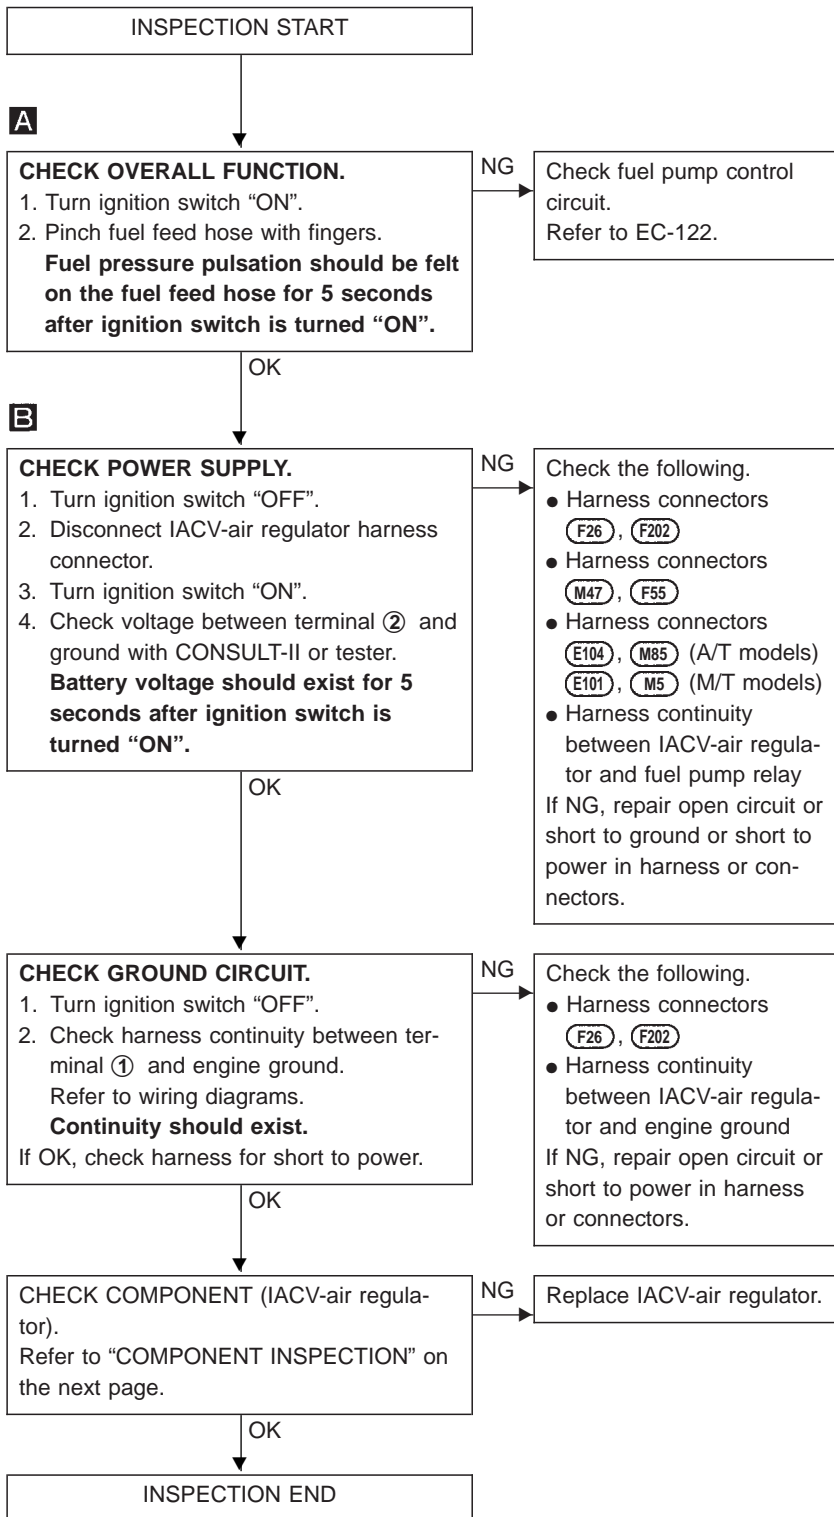 INSPECTION START
A
CHECK OVERALL FUNCTION.
1. Turn ignition switch “ON”.
2. Pinch fuel feed hose with fingers.
Fuel pressure pulsation should be felt
on the fuel feed hose for 5 seconds
after ignition switch is turned “ON”.
NG
Check fuel pump control
circuit.
Refer to EC-122.
OK
B
CHECK POWER SUPPLY.
1. Turn ignition switch “OFF”.
2. Disconnect IACV-air regulator harness
connector.
3. Turn ignition switch “ON”.
4. Check voltage between terminal ② and
ground with CONSULT-II or tester.
Battery voltage should exist for 5
seconds after ignition switch is
turned “ON”.
NG
Check the following.
● Harness connectors
F26, F202
● Harness connectors
M47, F55
● Harness connectors
E104, M85 (A/T models)
E101, M5 (M/T models)
● Harness continuity
between IACV-air regula-
tor and fuel pump relay
If NG, repair open circuit or
short to ground or short to
power in harness or con-
nectors.
OK
CHECK GROUND CIRCUIT.
1. Turn ignition switch “OFF”.
2. Check harness continuity between ter-
minal ① and engine ground.
Refer to wiring diagrams.
Continuity should exist.
If OK, check harness for short to power.
NG
Check the following.
● Harness connectors
F26, F202
● Harness continuity
between IACV-air regula-
tor and engine ground
If NG, repair open circuit or
short to power in harness
or connectors.
OK
CHECK COMPONENT (IACV-air regula-
tor).
Refer to “COMPONENT INSPECTION” on
the next page.
NG
Replace IACV-air regulator.
OK
INSPECTION END